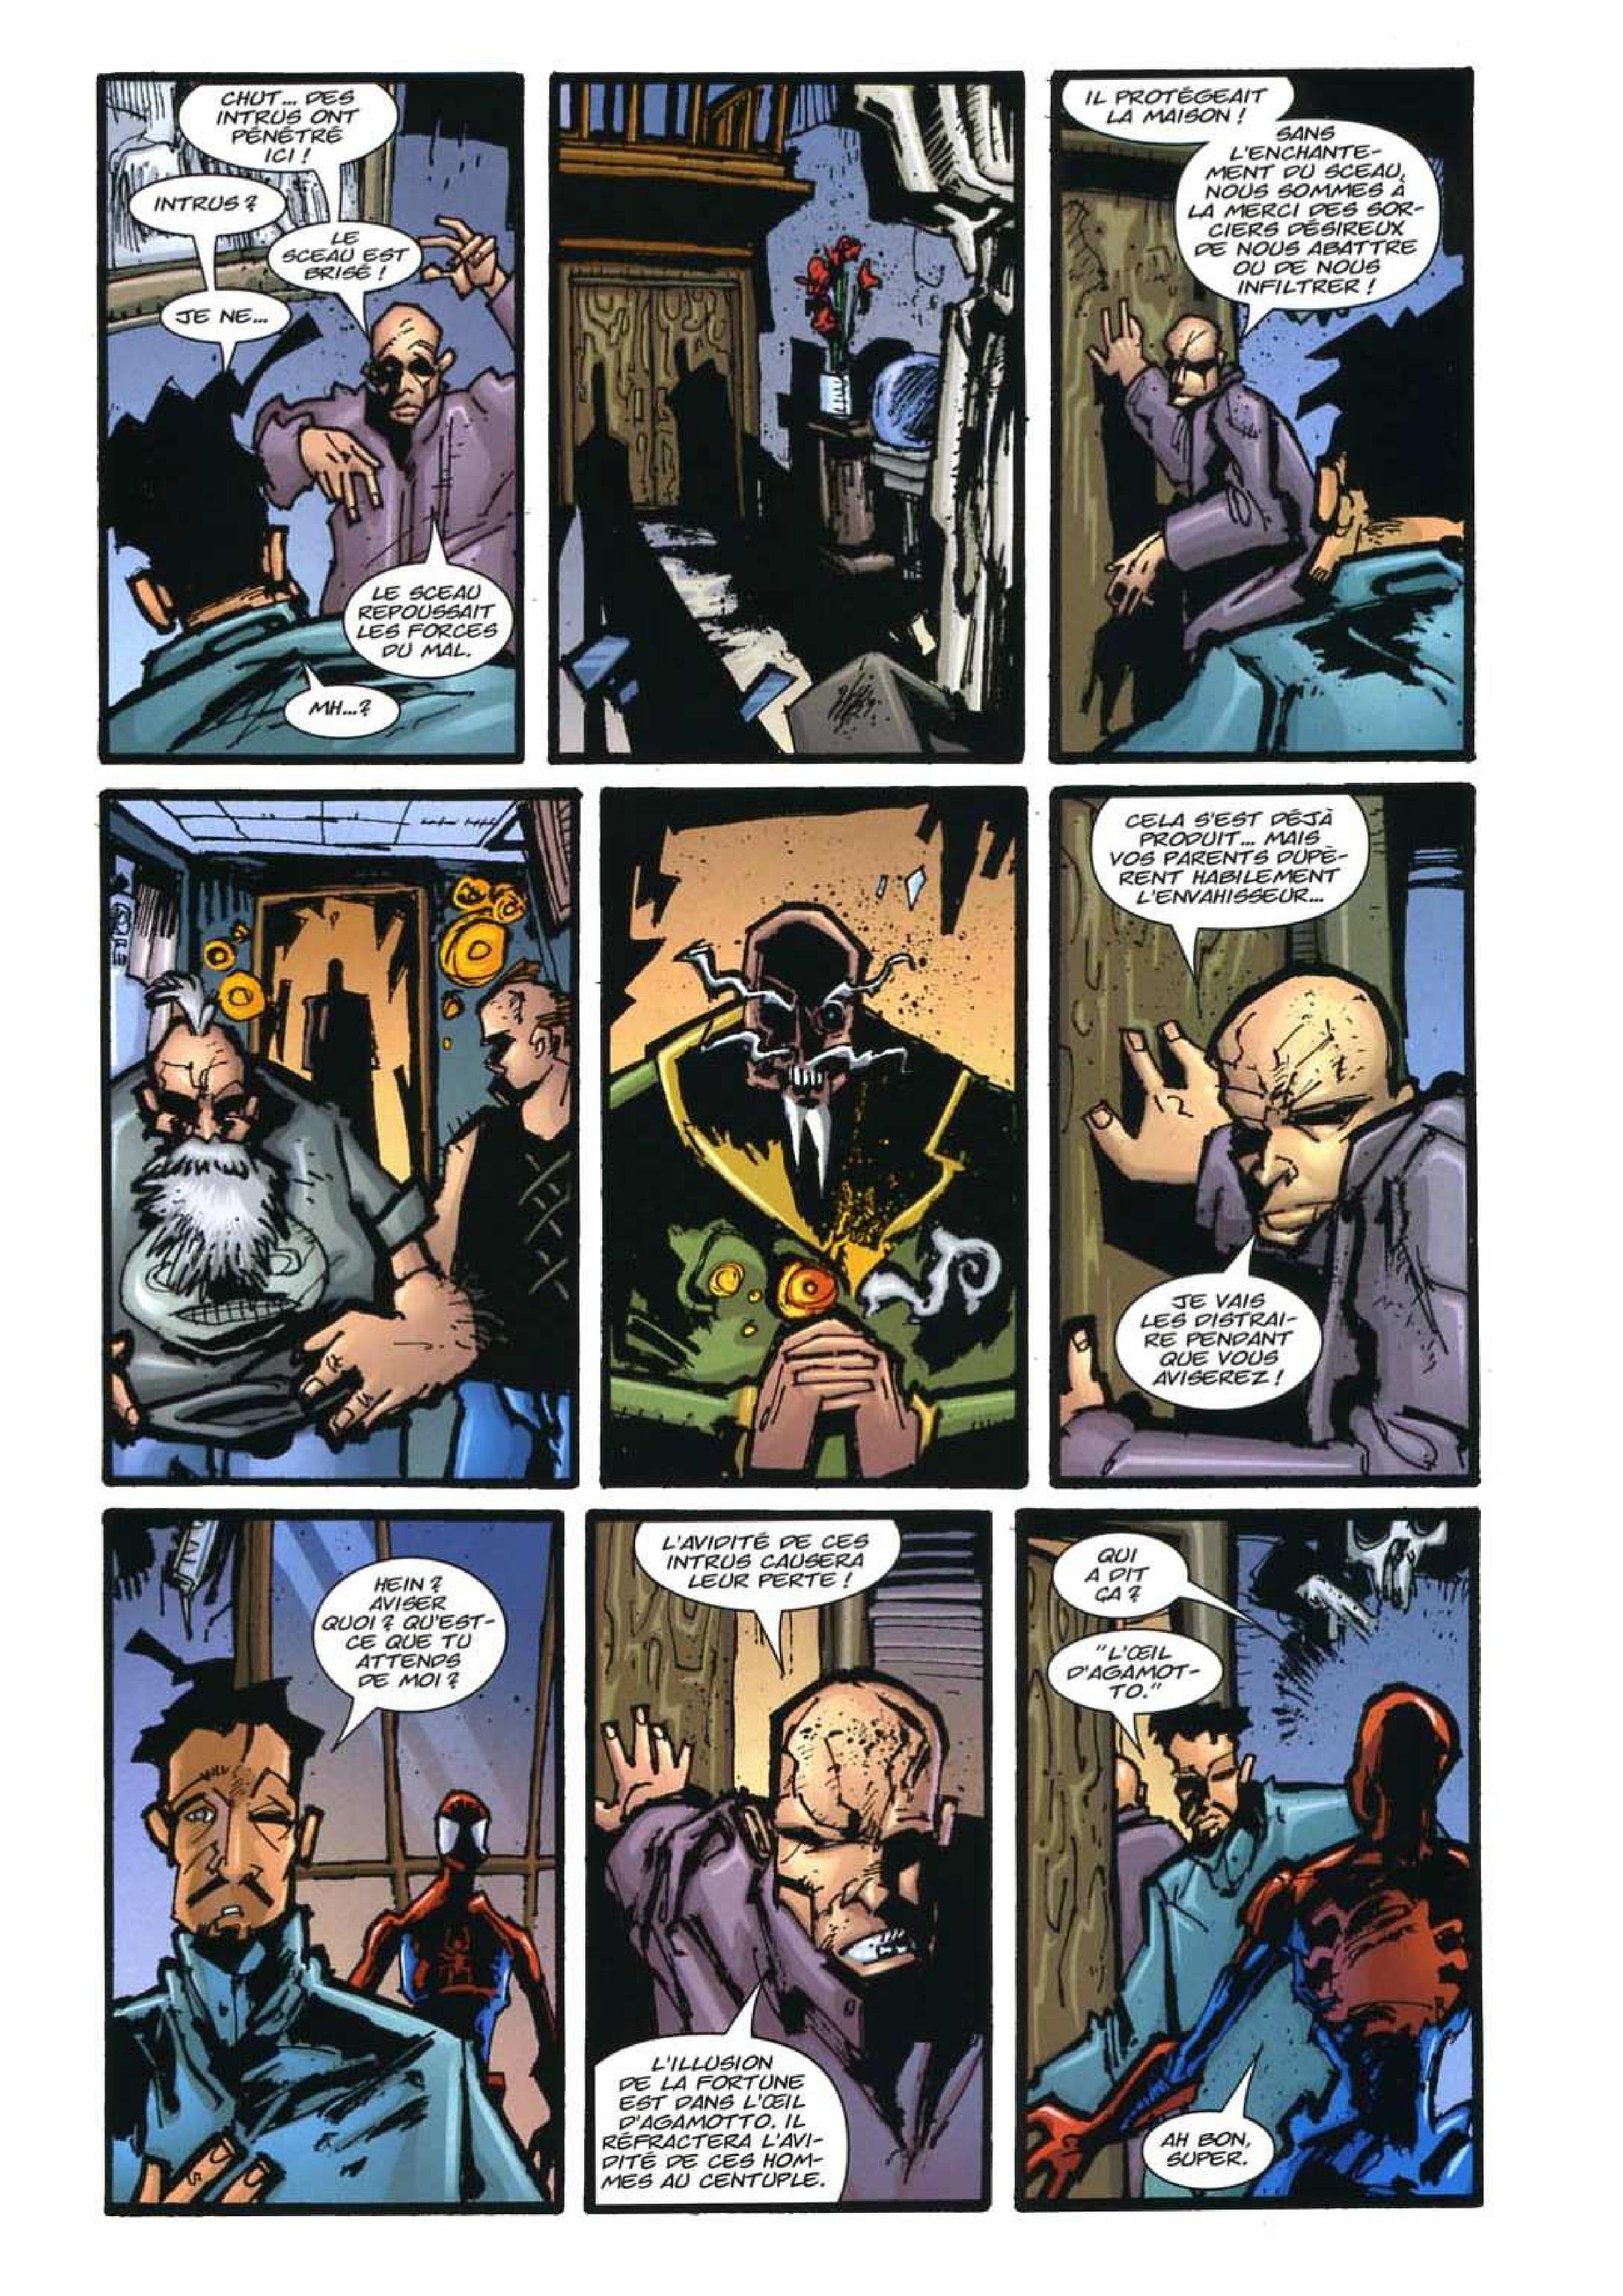 CHUT... DES
INTRUS ONT
PÉNÉTRÉ
ICI !
INTRUS ?
LE
SCEAU EST
BRISÉ !
JE NE...
LE SCEAU
REPOUSSAIT
LES FORCES
DU MAL.
MH...?
IL PROTÉGEAIT
LA MAISON !
SANS
L'ENCHANTE-
MENT DU SCEAU,
NOUS SOMMES À
LA MERCI DES SOR-
CIERS DÉSIREUX
DE NOUS ABATTRE
OU DE NOUS
INFILTRER !
CELA S'EST DÉJÀ
PRODUIT... MAIS
VOS PARENTS DUPÈ-
RENT HABILEMENT
L'ENVAHISSEUR...
JE VAIS
LES DISTRAI-
RE PENDANT
QUE VOUS
AVISEREZ !
HEIN ?
AVISER
QUOI ? QU'EST-
CE QUE TU
ATTENDS
DE MOI ?
L'AVIDITÉ DE CES
INTRUS CAUSERA
LEUR PERTE !
L'ILLUSION
DE LA FORTUNE
EST DANS L'ŒIL
D'AGAMOTTO. IL
RÉFRACTERA L'AVI-
DITÉ DE CES HOM-
MES AU CENTUPLE.
QUI
A DIT
ÇA ?
"L'ŒIL
D'AGAMOT-
TO."
AH BON,
SUPER.